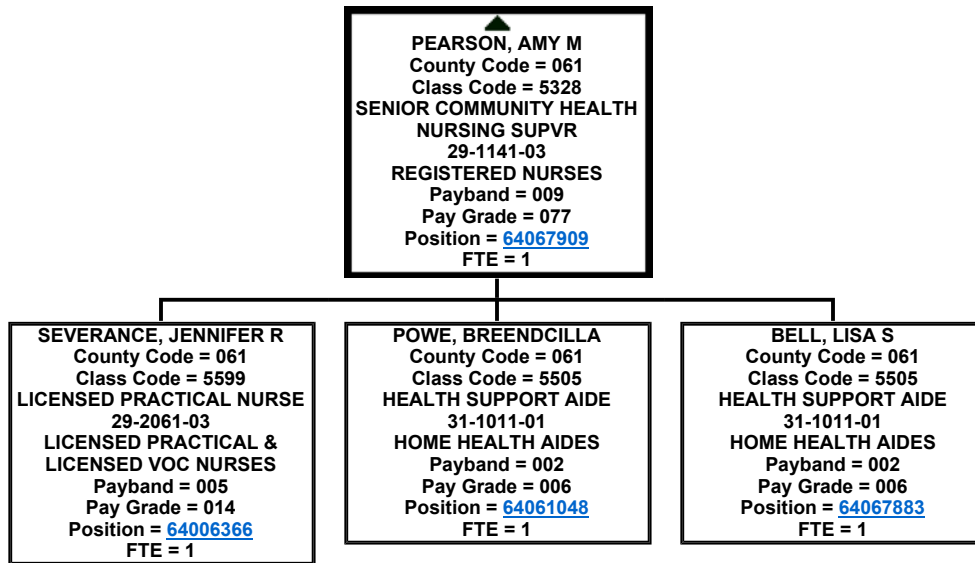 PEARSON, AMY M
County Code = 061
Class Code = 5328
SENIOR COMMUNITY HEALTH
NURSING SUPVR
29-1141-03
REGISTERED NURSES
Payband = 009
Pay Grade = 077
Position = 64067909
FTE = 1
SEVERANCE, JENNIFER R
County Code = 061
Class Code = 5599
LICENSED PRACTICAL NURSE
29-2061-03
LICENSED PRACTICAL &
LICENSED VOC NURSES
Payband = 005
Pay Grade = 014
Position = 64006366
FTE = 1
POWE, BREENDCILLA
County Code = 061
Class Code = 5505
HEALTH SUPPORT AIDE
31-1011-01
HOME HEALTH AIDES
Payband = 002
Pay Grade = 006
Position = 64061048
FTE = 1
BELL, LISA S
County Code = 061
Class Code = 5505
HEALTH SUPPORT AIDE
31-1011-01
HOME HEALTH AIDES
Payband = 002
Pay Grade = 006
Position = 64067883
FTE = 1